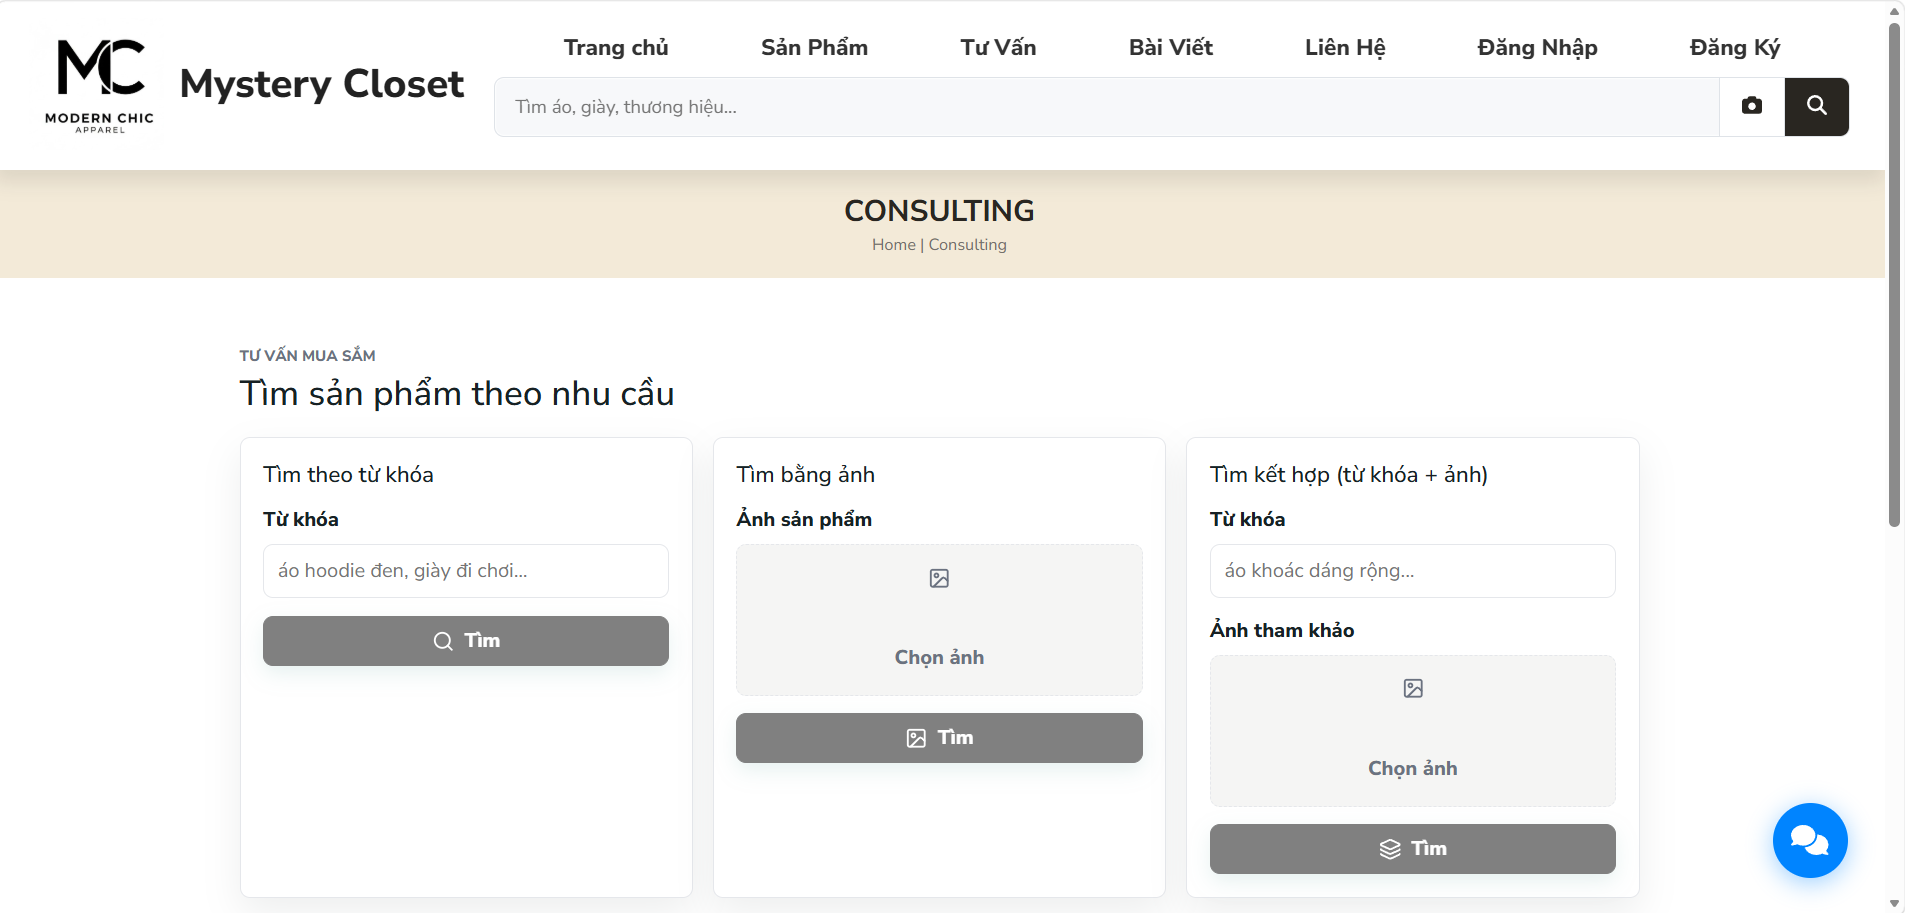 MC
MODERN CHIC
APPAREL
Mystery Closet
Trang chủ
Sản Phẩm
Tư Vấn
Bài Viết
Liên Hệ
Đăng Nhập
Đăng Ký
Tìm áo, giày, thương hiệu...
CONSULTING
Home | Consulting
TƯ VẤN MUA SẮM
Tìm sản phẩm theo nhu cầu
Tìm theo từ khóa
Từ khóa
áo hoodie đen, giày đi chơi...
Tìm
Tìm bằng ảnh
Ảnh sản phẩm
Chọn ảnh
Tìm
Tìm kết hợp (từ khóa + ảnh)
Từ khóa
áo khoác dáng rộng...
Ảnh tham khảo
Chọn ảnh
Tìm